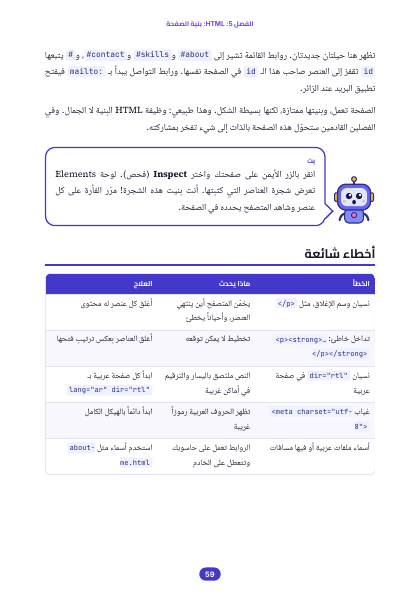 الفصل 5: HTML: بنية الصفحة
تظهر هنا حيلتان جديدتان. روابط القائمة تشير إلى #about و #skills و #contact، و # يتبعها
id تقفز إلى العنصر صاحب هذا الـ id في الصفحة نفسها. ورابط التواصل يبدأ بـ mailto: فيفتح
تطبيق البريد عند الزائر.
الصفحة تعمل، وبنيتها ممتازة، لكنها بسيطة الشكل. وهذا طبيعي: وظيفة HTML البنية لا الجمال. وفي
الفصلين القادمين ستحوّل هذه الصفحة بالذات إلى شيء تفخر بمشاركته.
بت
انقر بالزر الأيمن على صفحتك واختر Inspect (فحص). لوحة Elements
تعرض شجرة العناصر التي كتبتها. أنت بنيت هذه الشجرة! مرّر الفأرة على كل
عنصر وشاهد المتصفح يحدده في الصفحة.
أخطاء شائعة
الخطأ ماذا يحدث العلاج
نسيان وسم الإغلاق، مثل </p> يخمّن المتصفح أين ينتهي أغلق كل عنصر له محتوى
العنصر، وأحياناً يخطئ
تداخل خاطئ: <p><strong>… تخطيط لا يمكن توقعه أغلق العناصر بعكس ترتيب فتحها
</p></strong>
نسيان dir="rtl" في صفحة النص ملتصق باليسار والترقيم ابدأ كل صفحة عربية بـ
عربية في أماكن غريبة lang="ar" dir="rtl"
غياب <meta charset="utf- تظهر الحروف العربية رموزاً ابدأ دائماً بالهيكل الكامل
8"> غريبة
أسماء ملفات عربية أو فيها مسافات الروابط تعمل على حاسوبك استخدم أسماء مثل about-
وتتعطل على الخادم me.html
59